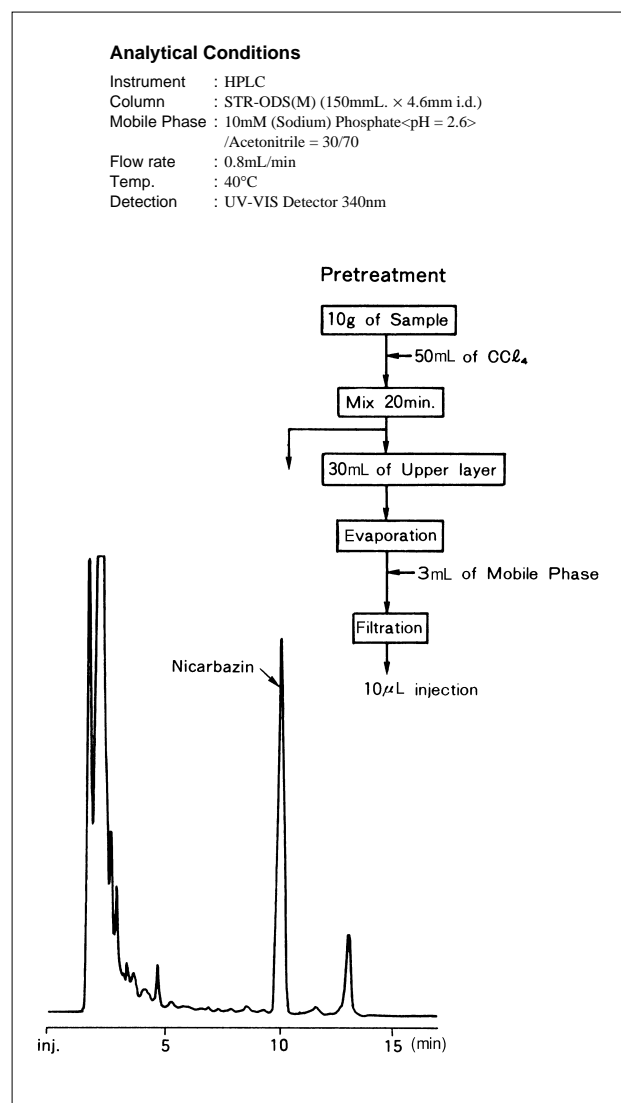 Analytical Conditions
Instrument : HPLC
Column : STR-ODS(M) (150mmL. × 4.6mm i.d.)
Mobile Phase : 10mM (Sodium) Phosphate<pH = 2.6>
/Acetonitrile = 30/70
Flow rate : 0.8mL/min
Temp. : 40°C
Detection : UV-VIS Detector 340nm
Pretreatment
10g of Sample
50mL of CCℓ₄
Mix 20min.
30mL of Upper layer
Evaporation
3mL of Mobile Phase
Filtration
10μL injection
Nicarbazin
inj. 5 10 15 (min)